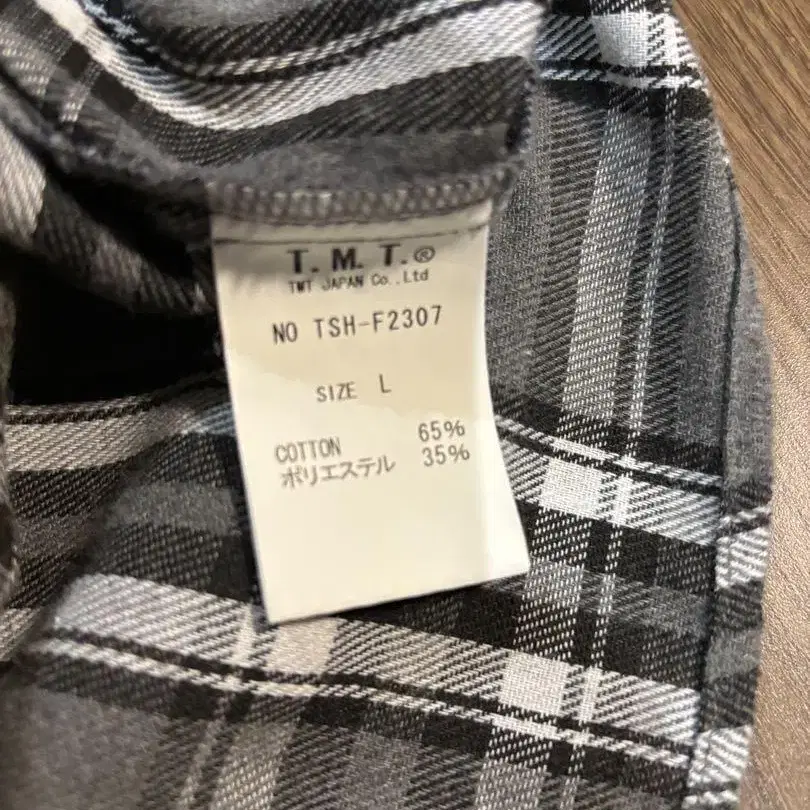 T. M. T.®
TMT JAPAN Co.,Ltd
NO TSH-F2307
SIZE L
COTTON 65%
ポリエステル 35%